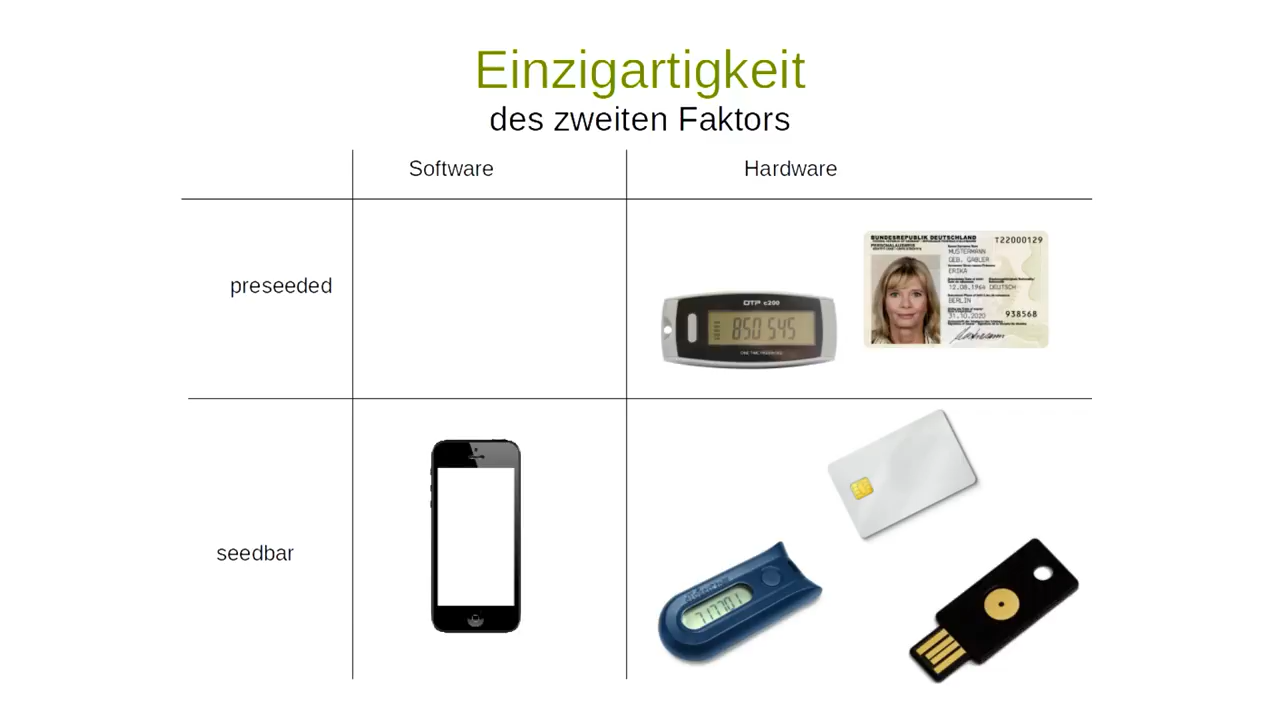 Einzigartigkeit
des zweiten Faktors
Software
Hardware
preseeded
BUNDESREPUBLIK DEUTSCHLAND
T22000129
PERSONALAUSWEIS
MUSTERMANN
GEB. GABLER
ERIKA
12.08.1964 DEUTSCH
BERLIN
31.10.2020
938568
OTP c200
850 545
seedbar
717701